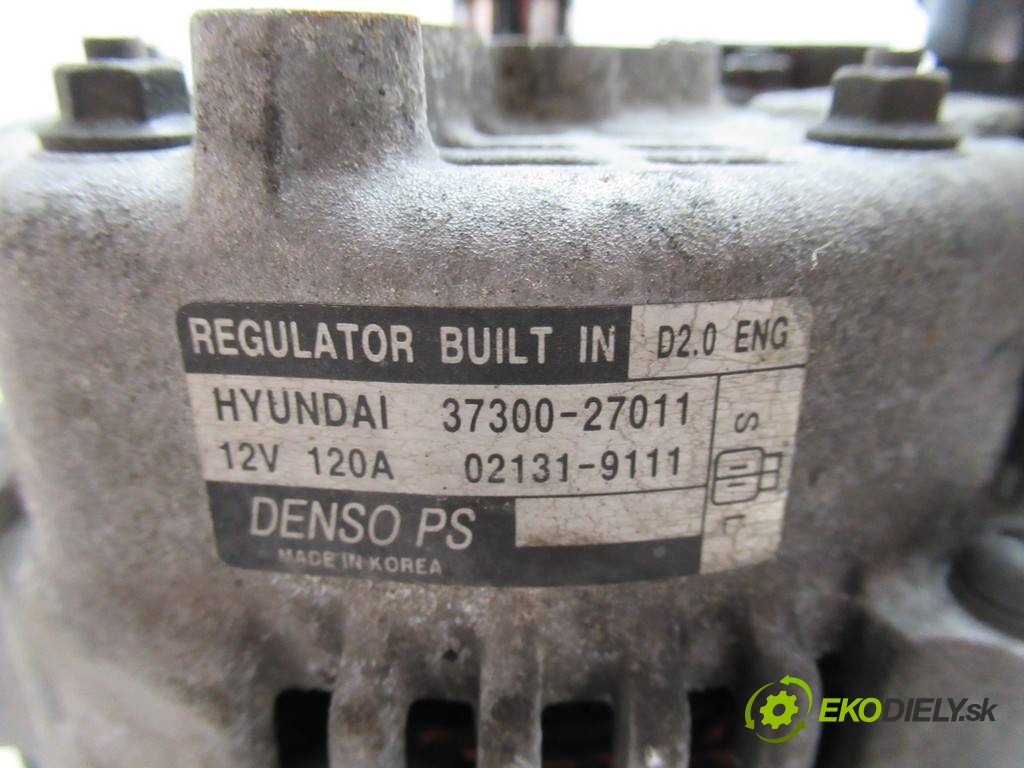 REGULATOR BUILT IN D2.0 ENG
HYUNDAI 37300-27011 S
12V 120A 02131-9111
DENSO PS L
MADE IN KOREA
EKODIELY.sk